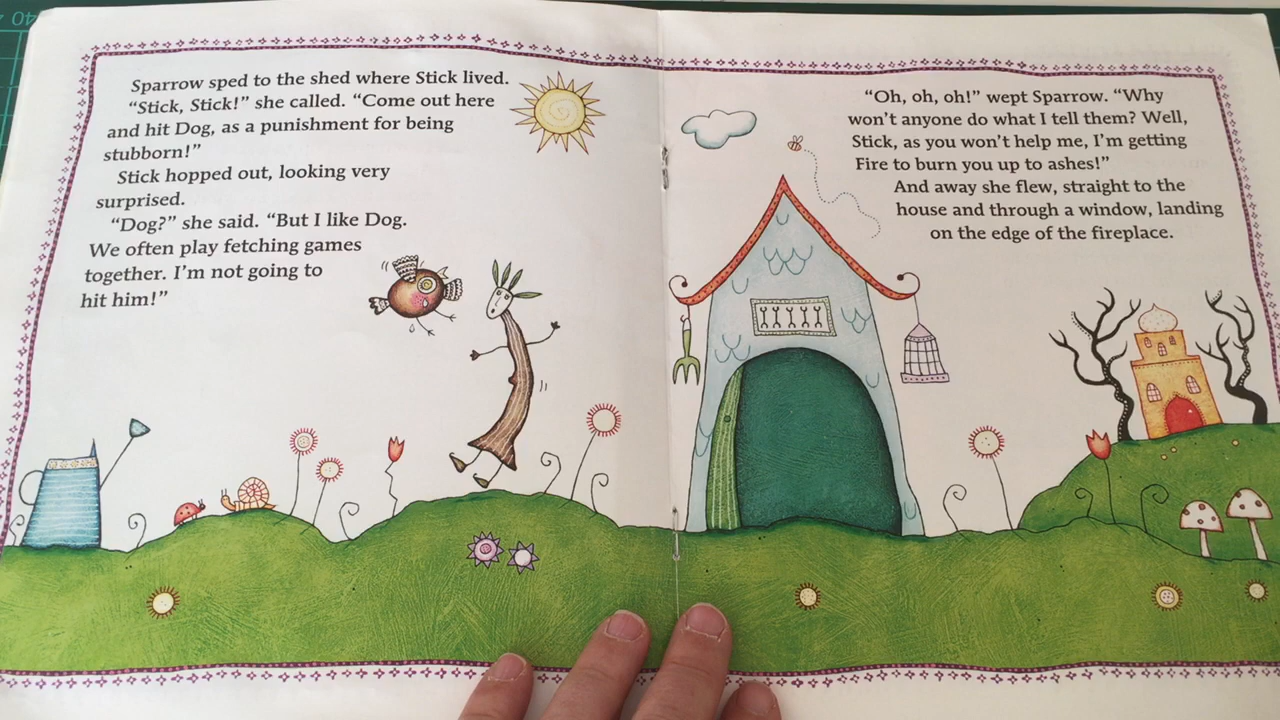 Sparrow sped to the shed where Stick lived.
“Stick, Stick!” she called. “Come out here
and hit Dog, as a punishment for being
stubborn!”
Stick hopped out, looking very
surprised.
“Dog?” she said. “But I like Dog.
We often play fetching games
together. I’m not going to
hit him!”
“Oh, oh, oh!” wept Sparrow. “Why
won’t anyone do what I tell them? Well,
Stick, as you won’t help me, I’m getting
Fire to burn you up to ashes!”
And away she flew, straight to the
house and through a window, landing
on the edge of the fireplace.
40